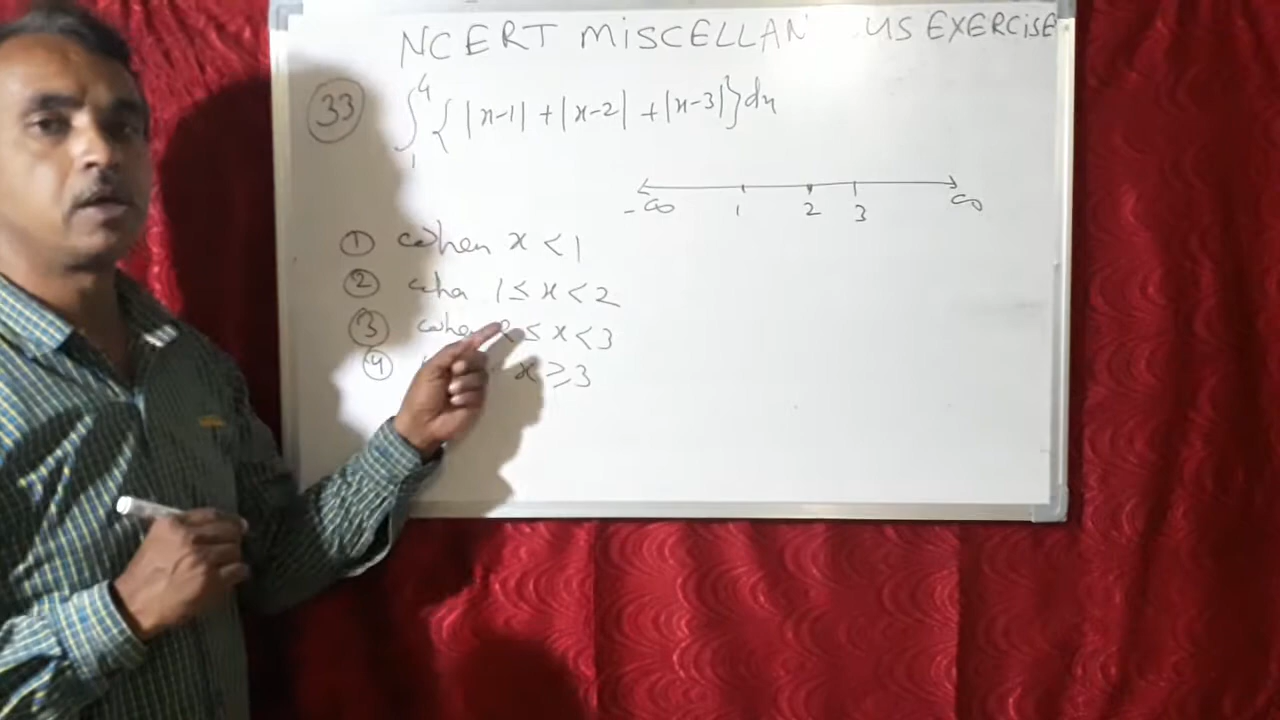 NCERT MISCELLAN US EXERCISE
33 ∫₁⁴ {|x-1| + |x-2| + |x-3|} dx
-∞ 1 2 3 ∞
1 when x < 1
2 whe 1 ≤ x < 2
3 when 2 ≤ x < 3
4 x ≥ 3